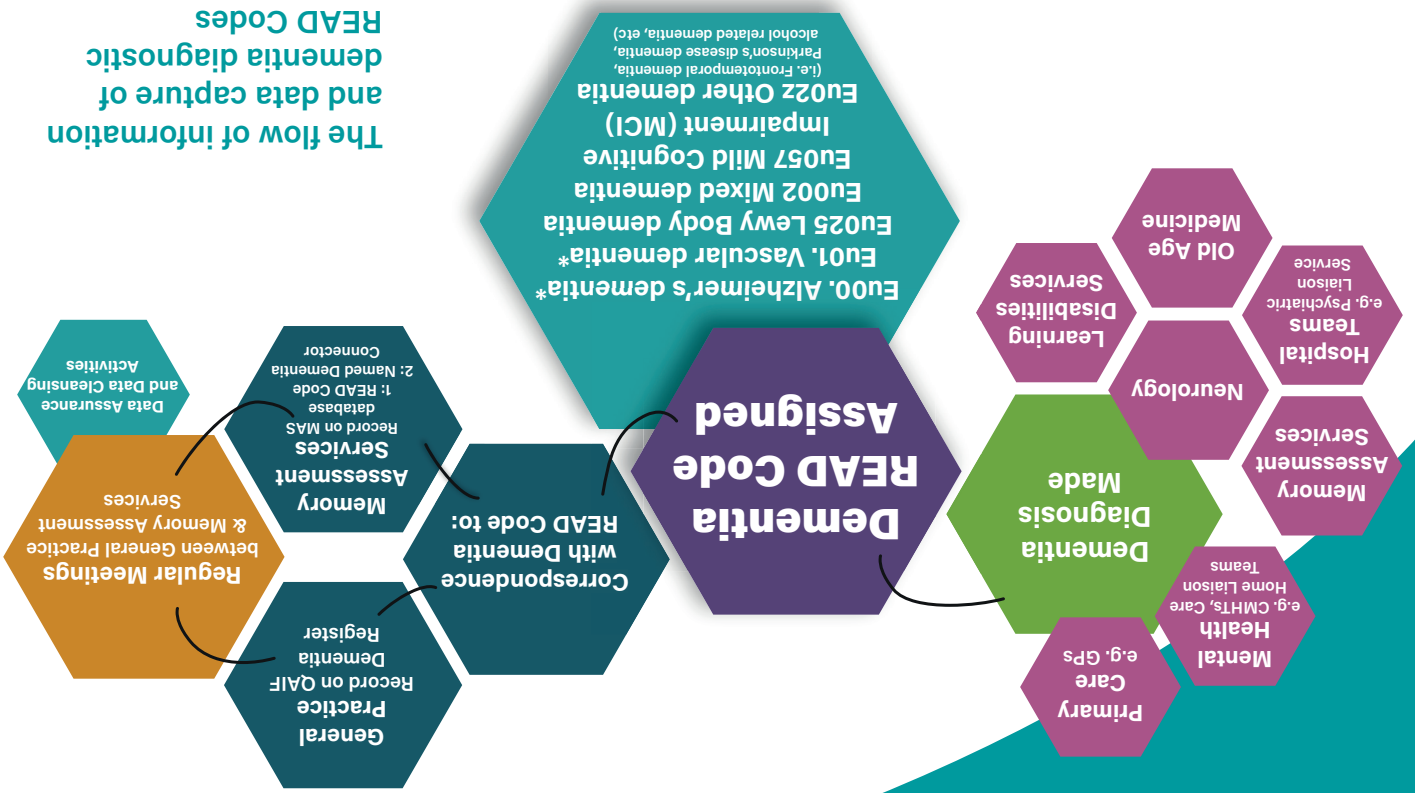 Primary
Care
e.g. GPs
Mental
Health
e.g. CMHTs, Care
Home Liaison
Teams
Memory
Assessment
Services
Hospital
Teams
e.g. Psychiatric
Liaison
Service
Neurology
Old Age
Medicine
Learning
Disabilities
Services
Dementia
Diagnosis
Made
Dementia
READ Code
Assigned
Eu00. Alzheimer's dementia*
Eu01. Vascular dementia*
Eu025 Lewy Body dementia
Eu002 Mixed dementia
Eu057 Mild Cognitive
Impairment (MCI)
Eu02z Other dementia
(i.e. Frontotemporal dementia,
Parkinson's disease dementia,
alcohol related dementia, etc)
Correspondence
with Dementia
READ Code to:
General
Practice
Record on QAIF
Dementia
Register
Memory
Assessment
Services
Record on MAS
database
1: READ Code
2: Named Dementia
Connector
Regular Meetings
between General Practice
& Memory Assessment
Services
Data Assurance
and Data Cleansing
Activities
The flow of information
and data capture of
dementia diagnostic
READ Codes